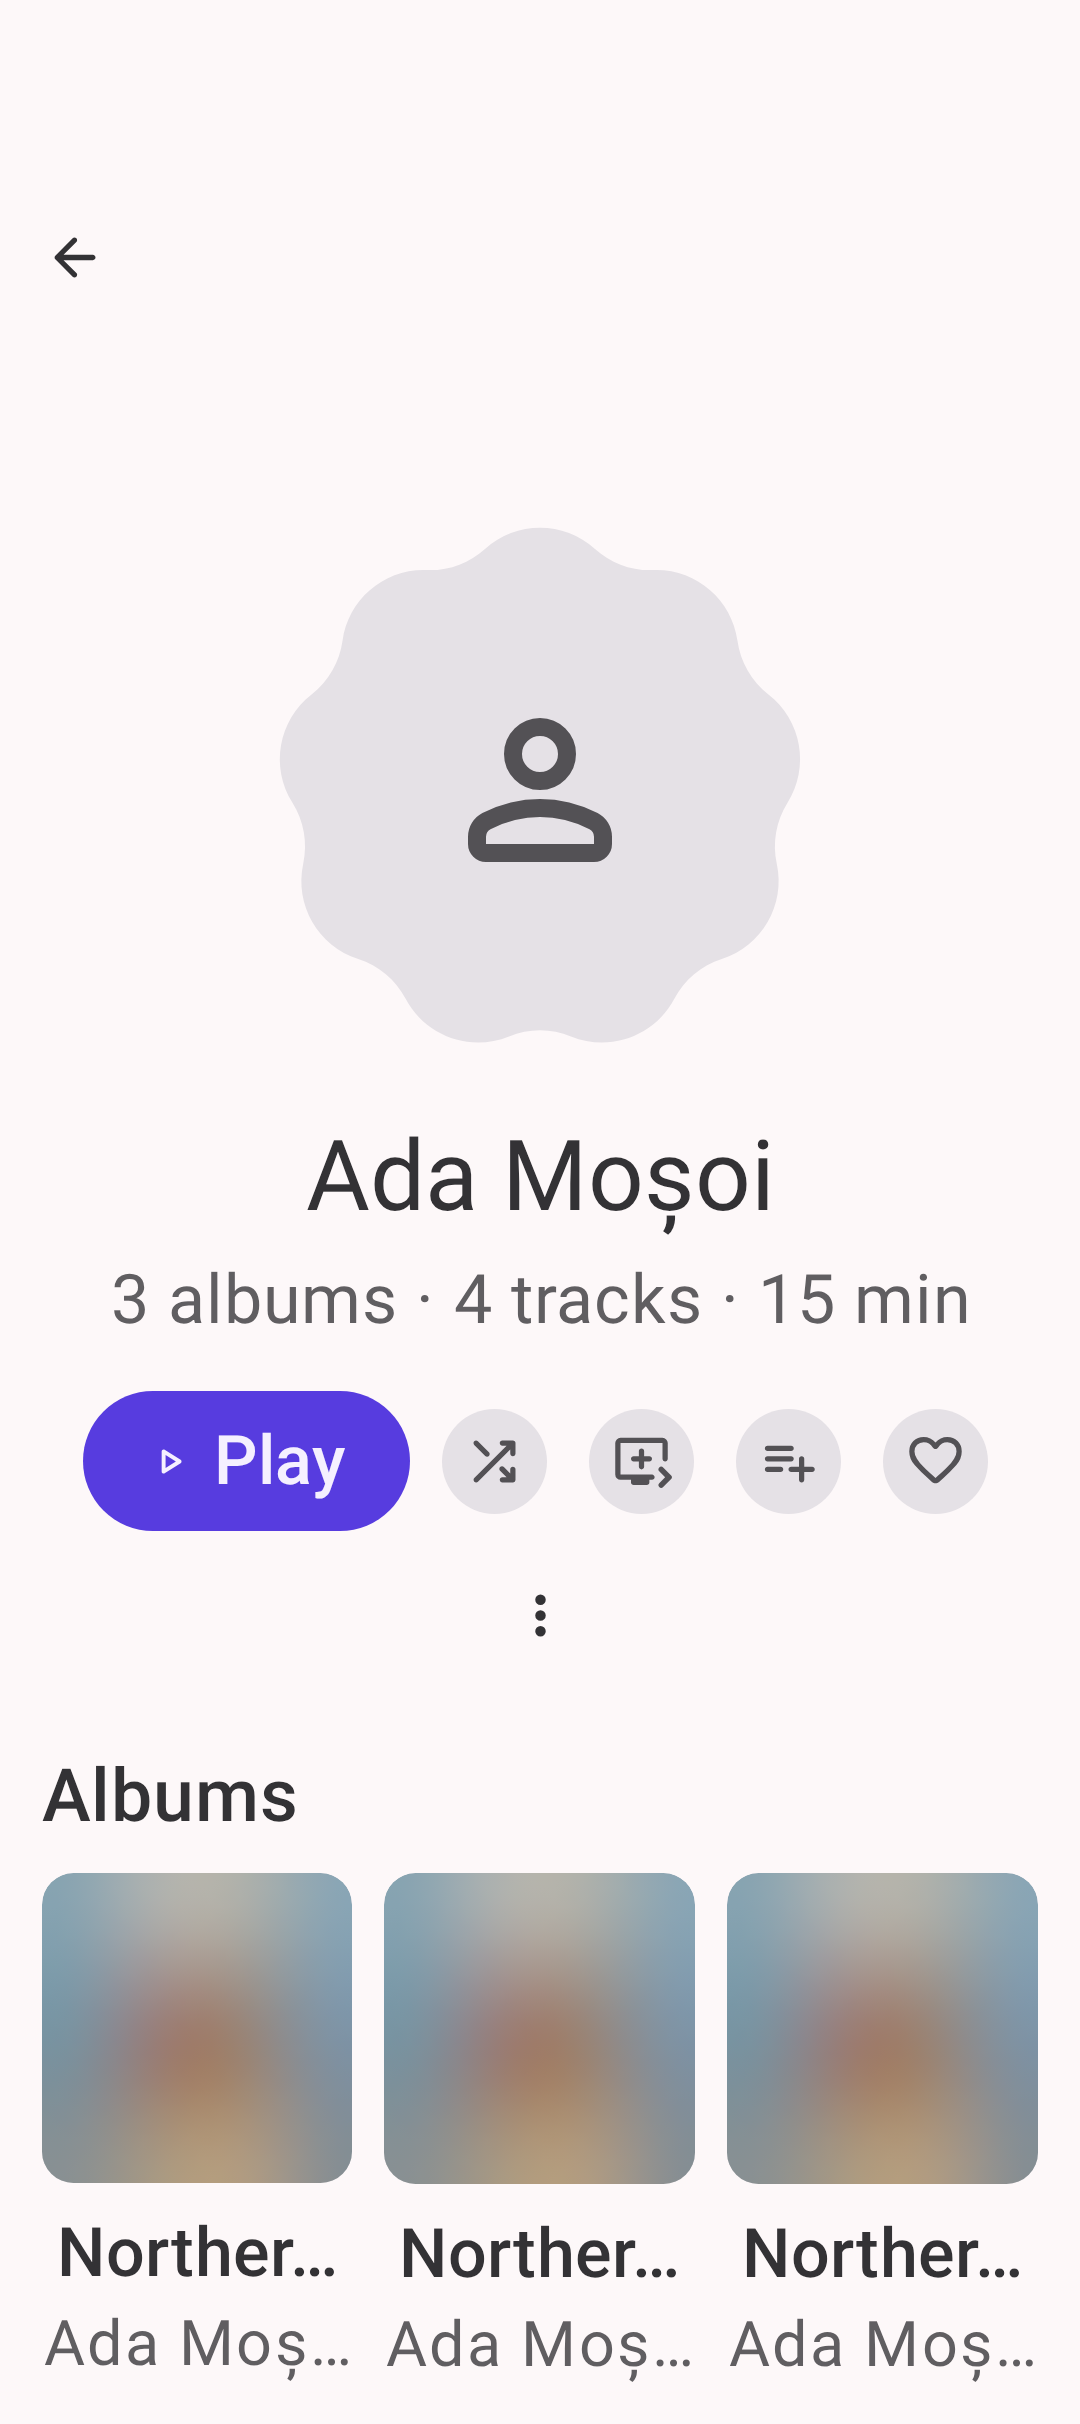 Ada Moșoi
3 albums · 4 tracks · 15 min
Play
Albums
Norther…
Norther…
Norther…
Ada Moș…
Ada Moș…
Ada Moș…